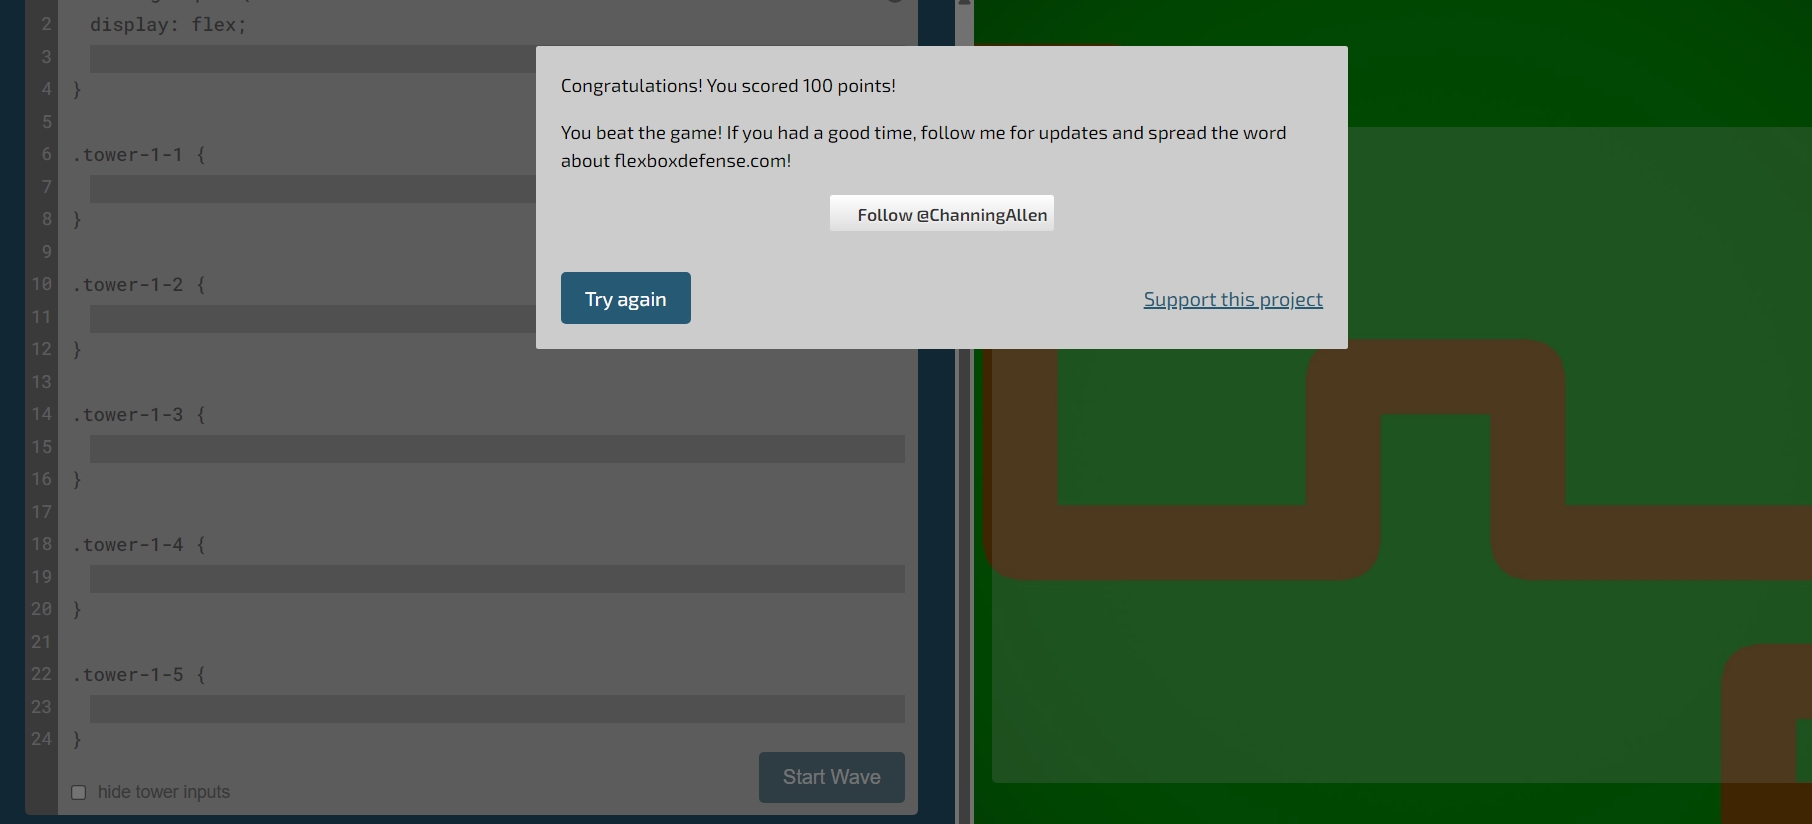 2 display: flex;
3
4 }
5
6 .tower-1-1 {
7
8 }
9
10 .tower-1-2 {
11
12 }
13
14 .tower-1-3 {
15
16 }
17
18 .tower-1-4 {
19
20 }
21
22 .tower-1-5 {
23
24 }
hide tower inputs
Start Wave
Congratulations! You scored 100 points!
You beat the game! If you had a good time, follow me for updates and spread the word
about flexboxdefense.com!
Follow @ChanningAllen
Try again
Support this project